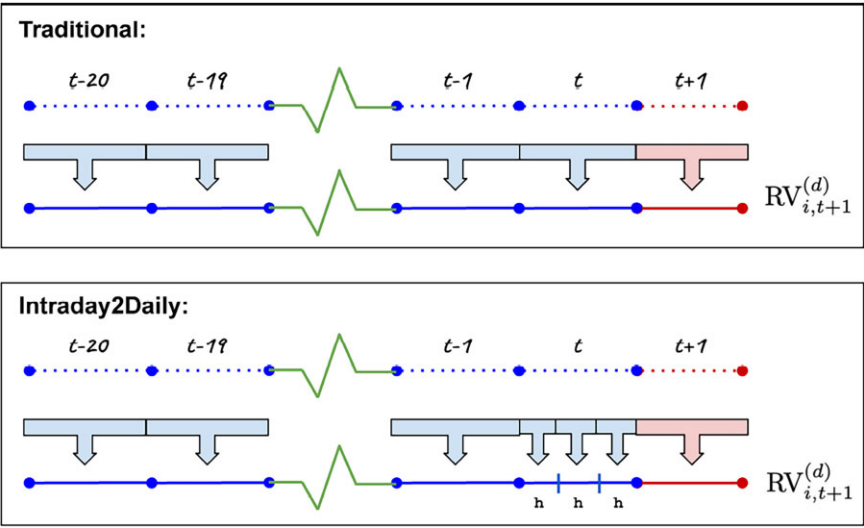 Traditional:
t-20 t-19 t-1 t t+1
RV^{(d)}_{i,t+1}
Intraday2Daily:
t-20 t-19 t-1 t t+1
RV^{(d)}_{i,t+1}
h h h